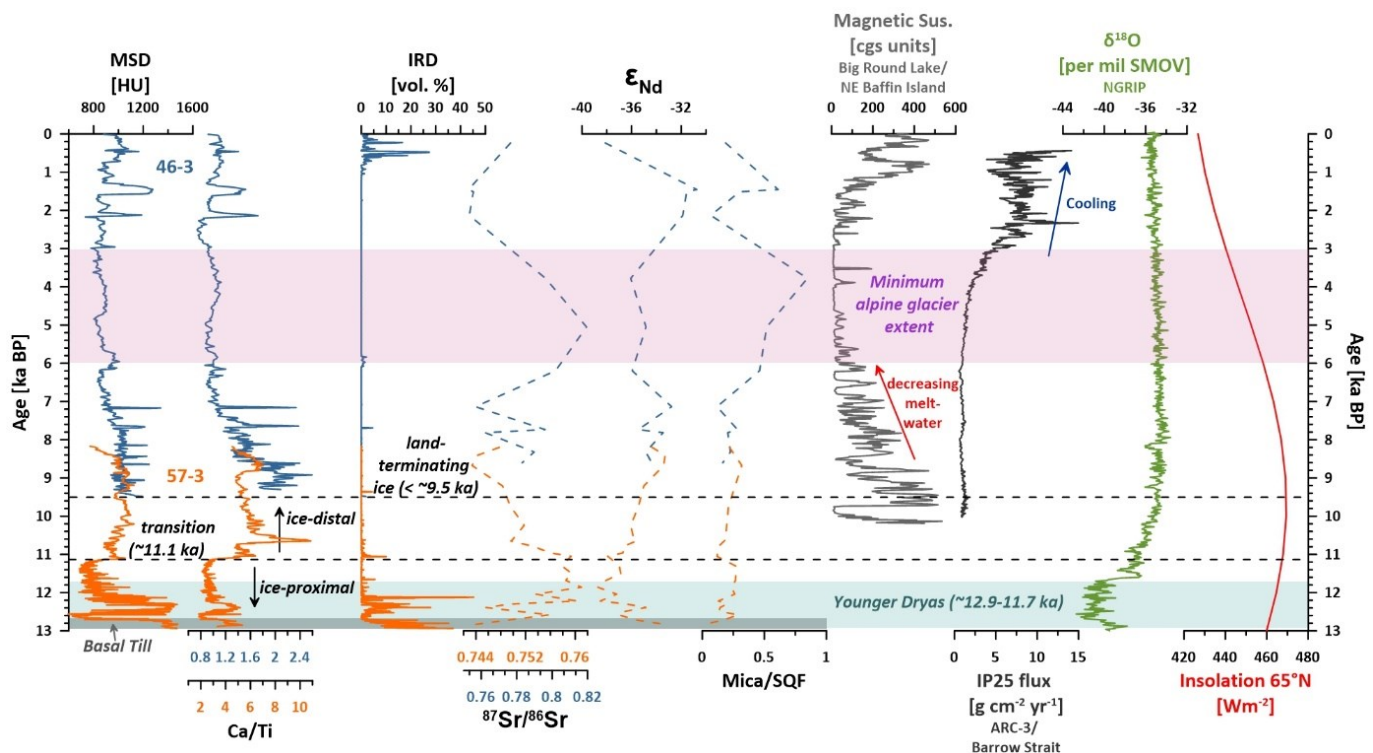 MSD
[HU]
800 1200 1600
IRD
[vol. %]
0 10 20 30 40 50
εNd
-40 -36 -32
Magnetic Sus.
[cgs units]
Big Round Lake/
NE Baffin Island
0 100 200 300 400 500 600
δ18O
[per mil SMOV]
NGRIP
-44 -40 -36 -32
Age [ka BP]
0
1
2
3
4
5
6
7
8
9
10
11
12
13
46-3
57-3
Cooling
Minimum
alpine glacier
extent
decreasing
melt-
water
land-
terminating
ice (< ~9.5 ka)
transition
(~11.1 ka)
ice-distal
ice-proximal
Younger Dryas (~12.9-11.7 ka)
Basal Till
Age [ka BP]
0
1
2
3
4
5
6
7
8
9
10
11
12
13
0.8 1.2 1.6 2 2.4
2 4 6 8 10
Ca/Ti
0.744 0.752 0.76
0.76 0.78 0.8 0.82
87Sr/86Sr
0 0.5 1
Mica/SQF
0 5 10 15
IP25 flux
[g cm-2 yr-1]
ARC-3/
Barrow Strait
420 440 460 480
Insolation 65°N
[Wm-2]